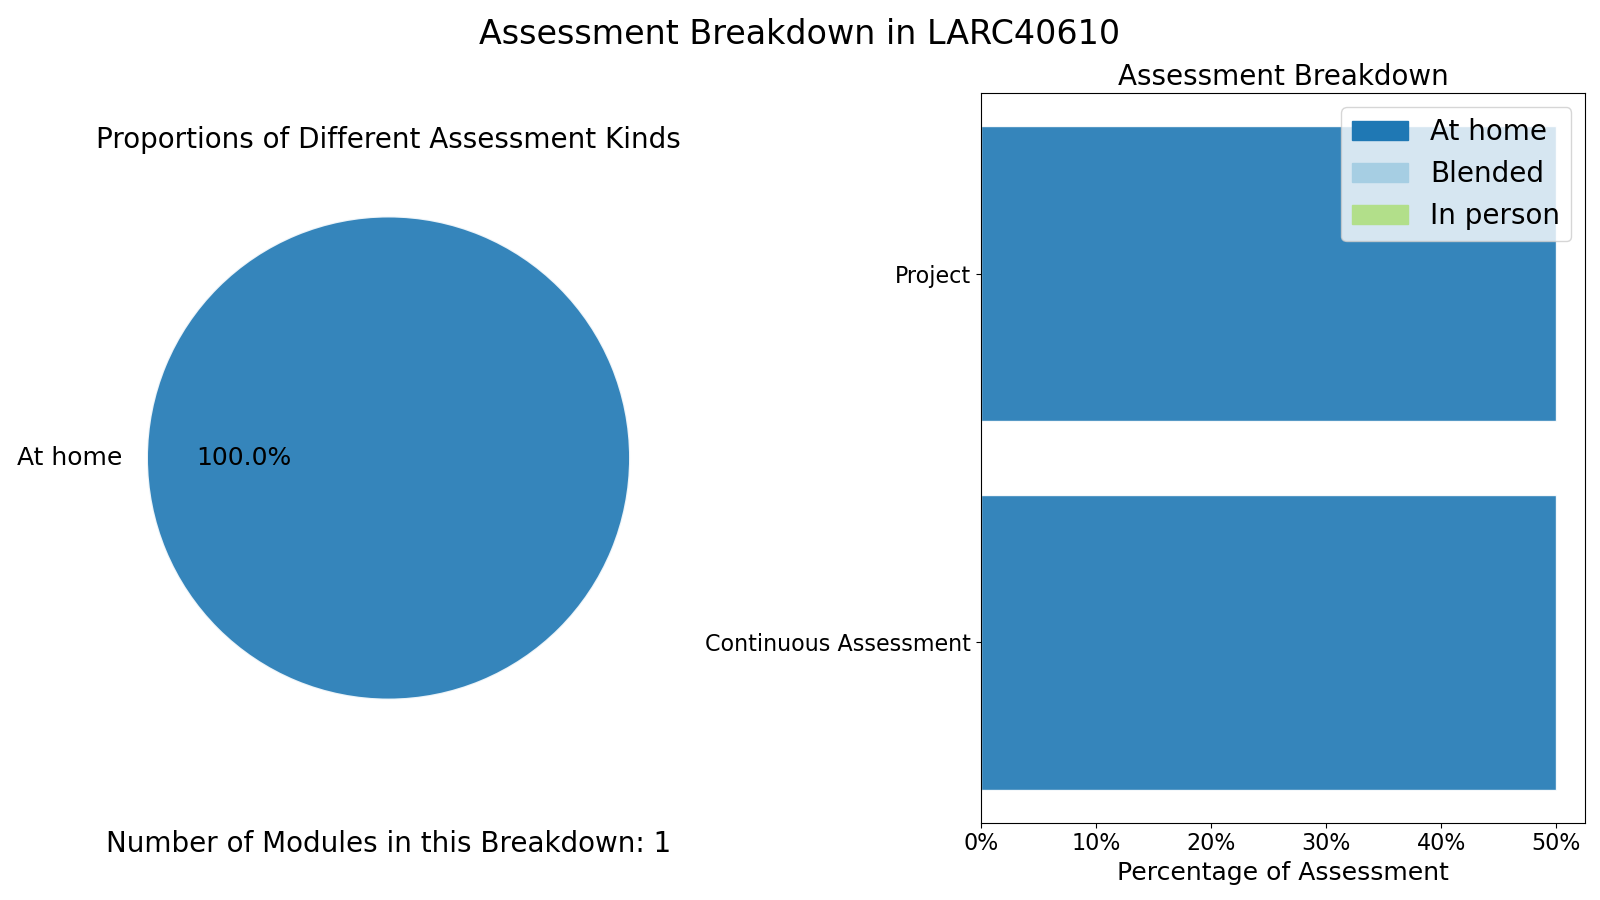 Assessment Breakdown in LARC40610
Proportions of Different Assessment Kinds
At home
100.0%
Number of Modules in this Breakdown: 1
Assessment Breakdown
At home
Blended
In person
Project
Continuous Assessment
0% 10% 20% 30% 40% 50%
Percentage of Assessment